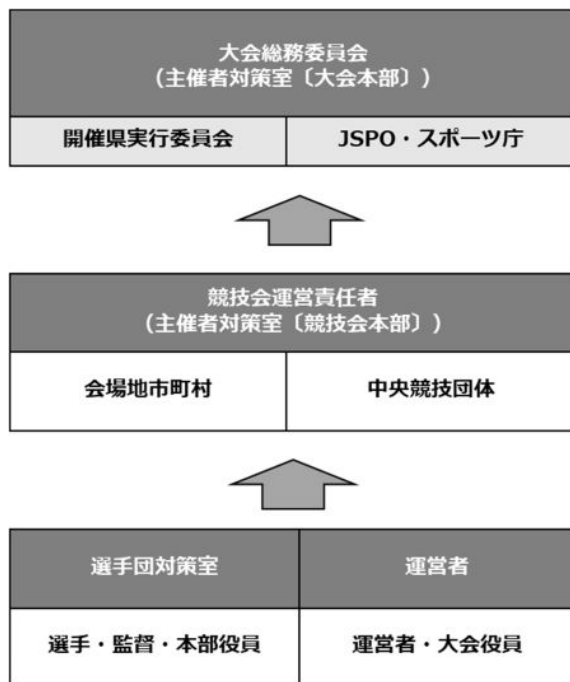 大会総務委員会
(主催者対策室〔大会本部〕)
開催県実行委員会
JSPO・スポーツ庁
競技会運営責任者
(主催者対策室〔競技会本部〕)
会場地市町村
中央競技団体
選手団対策室
運営者
選手・監督・本部役員
運営者・大会役員